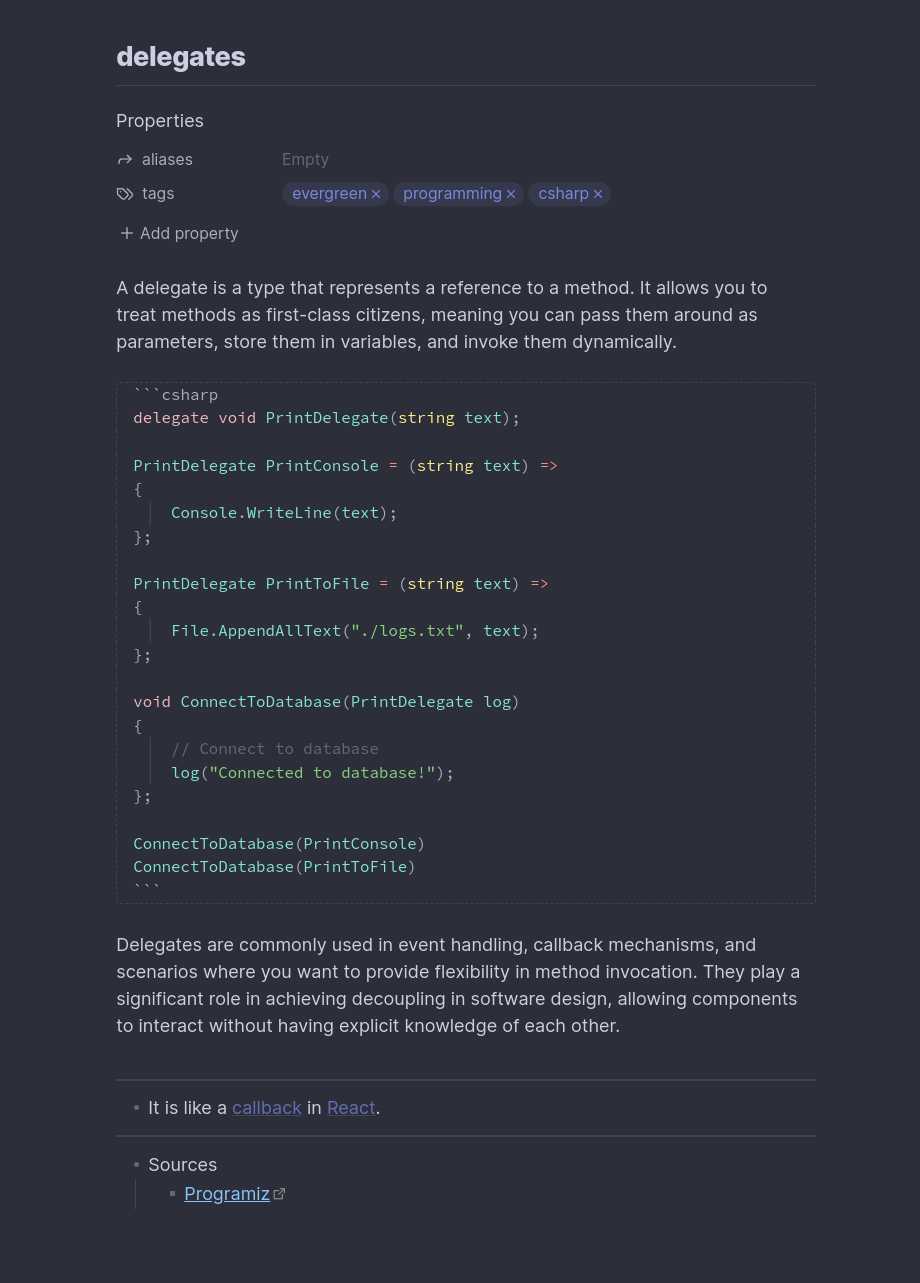 delegates
Properties
aliases Empty
tags evergreen × programming × csharp ×
+ Add property
A delegate is a type that represents a reference to a method. It allows you to
treat methods as first-class citizens, meaning you can pass them around as
parameters, store them in variables, and invoke them dynamically.
```csharp
delegate void PrintDelegate(string text);
PrintDelegate PrintConsole = (string text) =>
{
    Console.WriteLine(text);
};
PrintDelegate PrintToFile = (string text) =>
{
    File.AppendAllText("./logs.txt", text);
};
void ConnectToDatabase(PrintDelegate log)
{
    // Connect to database
    log("Connected to database!");
};
ConnectToDatabase(PrintConsole)
ConnectToDatabase(PrintToFile)
```
Delegates are commonly used in event handling, callback mechanisms, and
scenarios where you want to provide flexibility in method invocation. They play a
significant role in achieving decoupling in software design, allowing components
to interact without having explicit knowledge of each other.
• It is like a callback in React.
• Sources
▪ Programiz